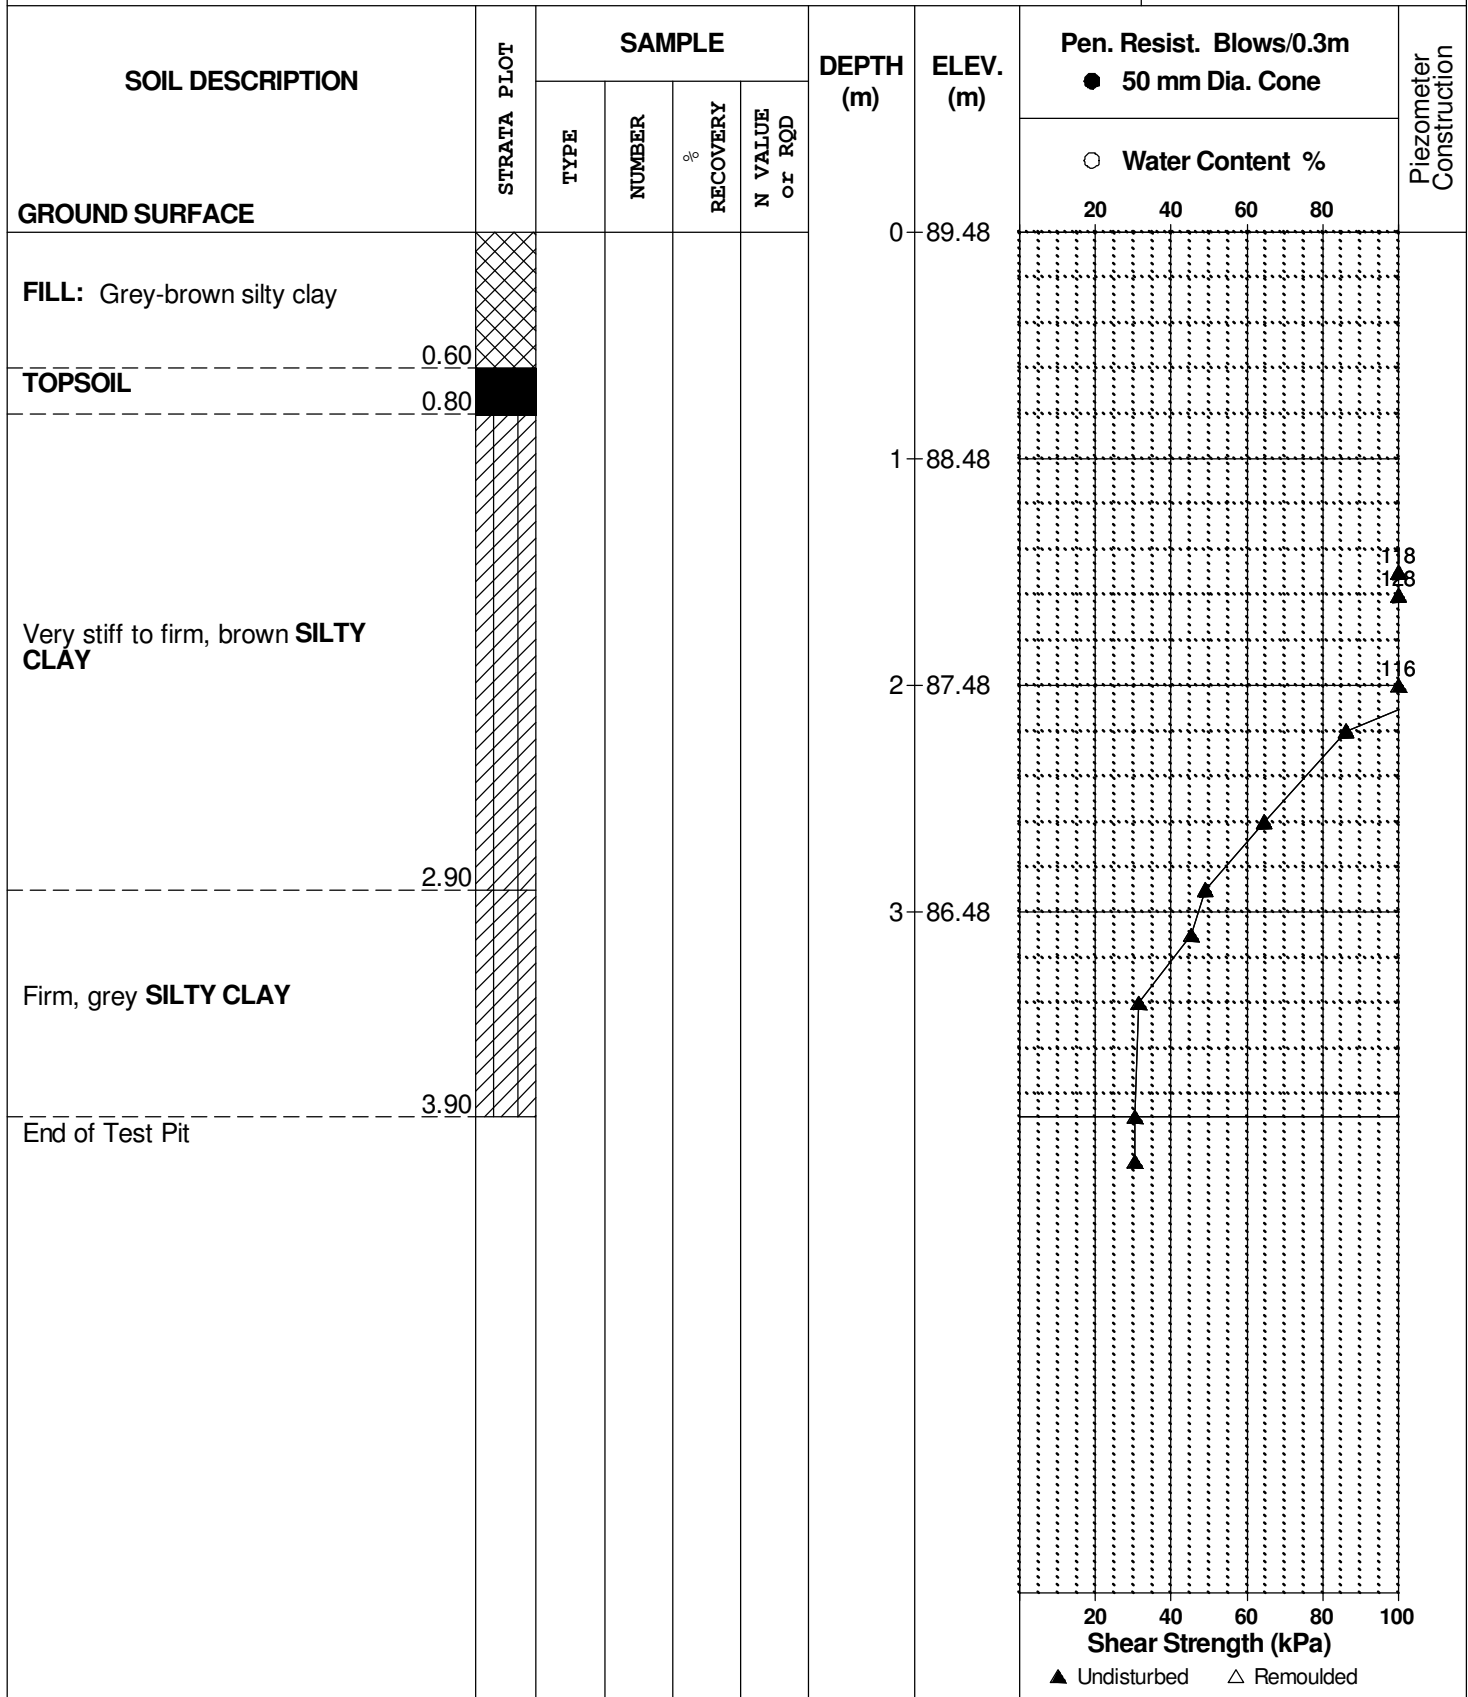 SOIL DESCRIPTION
GROUND SURFACE
STRATA PLOT
SAMPLE
TYPE
NUMBER
%
RECOVERY
N VALUE
or RQD
DEPTH
(m)
ELEV.
(m)
Pen. Resist. Blows/0.3m
● 50 mm Dia. Cone
○ Water Content %
20 40 60 80
Piezometer
Construction
0 89.48
FILL: Grey-brown silty clay
0.60
TOPSOIL
0.80
1 88.48
118
128
Very stiff to firm, brown SILTY
CLAY
116
2 87.48
2.90
3 86.48
Firm, grey SILTY CLAY
3.90
End of Test Pit
20 40 60 80 100
Shear Strength (kPa)
▲ Undisturbed △ Remoulded